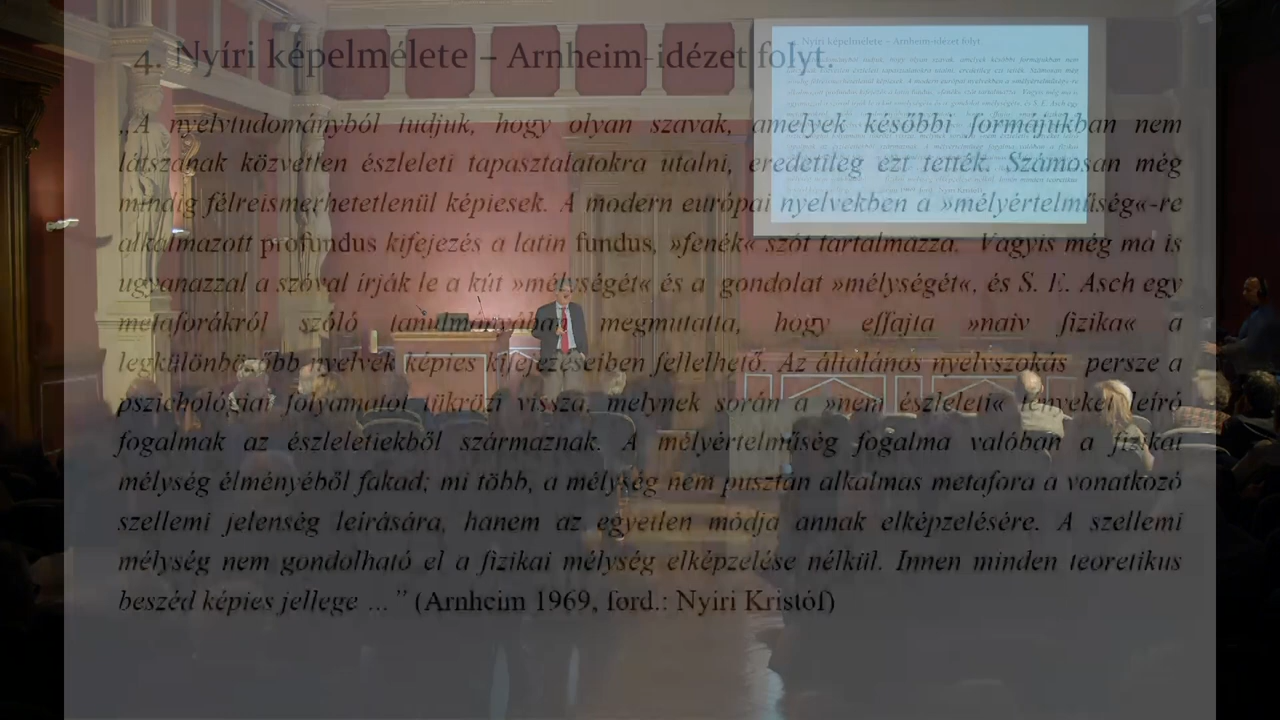 4. Nyíri képelmélete – Arnheim-idézet folyt.
„A nyelvtudományból tudjuk, hogy olyan szavak, amelyek későbbi formájukban nem
látszanak közvetlen észleleti tapasztalatokra utalni, eredetileg ezt tették. Számosan még
mindig félreismerhetetlenül képiesek. A modern európai nyelvekben a »mélyértelműség«-re
alkalmazott profundus kifejezés a latin fundus, »fenék« szót tartalmazza. Vagyis még ma is
ugyanazzal a szóval írják le a kút »mélységét« és a gondolat »mélységét«, és S. E. Asch egy
metaforákról szóló tanulmányában megmutatta, hogy effajta »naiv fizika« a
legkülönbözőbb nyelvek képies kifejezéseiben fellelhető. Az általános nyelvszokás persze a
pszichológiai folyamatot tükrözi vissza, melynek során a »nem észleleti« tényeket leíró
fogalmak az észleletiekből származnak. A mélyértelműség fogalma valóban a fizikai
mélység élményéből fakad; mi több, a mélység nem pusztán alkalmas metafora a vonatkozó
szellemi jelenség leírására, hanem az egyetlen módja annak elképzelésére. A szellemi
mélység nem gondolható el a fizikai mélység elképzelése nélkül. Innen minden teoretikus
beszéd képies jellege ... ” (Arnheim 1969, ford.: Nyíri Kristóf)
4. Nyíri képelmélete – Arnheim-idézet folyt.